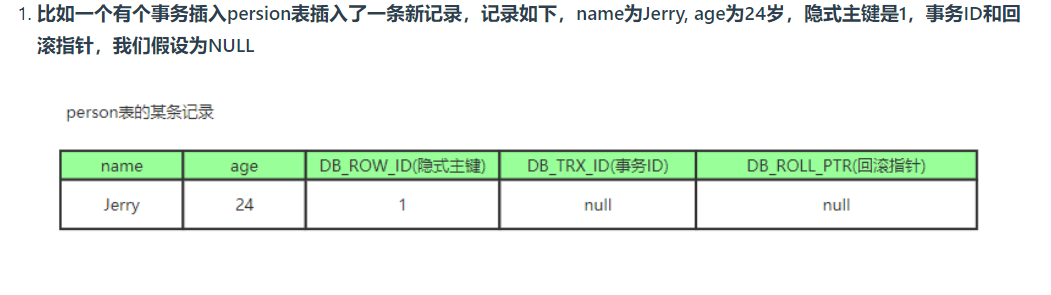 1. 比如一个有个事务插入persion表插入了一条新记录，记录如下，name为Jerry, age为24岁，隐式主键是1，事务ID和回
滚指针，我们假设为NULL
person表的某条记录
name age DB_ROW_ID(隐式主键) DB_TRX_ID(事务ID) DB_ROLL_PTR(回滚指针)
Jerry 24 1 null null